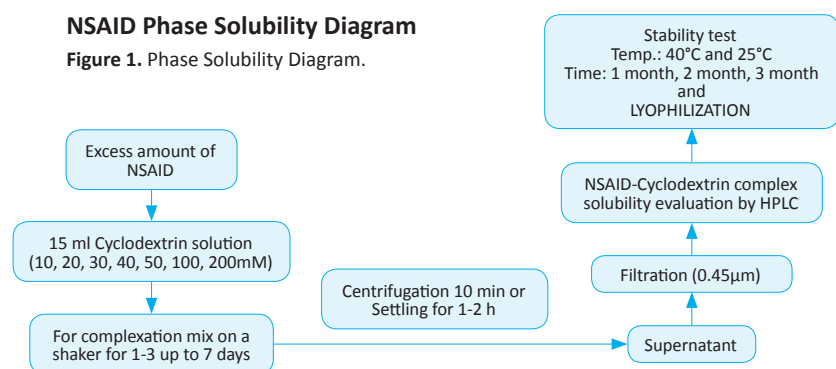 NSAID Phase Solubility Diagram
Figure 1. Phase Solubility Diagram.
Excess amount of
NSAID
15 ml Cyclodextrin solution
(10, 20, 30, 40, 50, 100, 200mM)
For complexation mix on a
shaker for 1-3 up to 7 days
Centrifugation 10 min or
Settling for 1-2 h
Supernatant
Filtration (0.45µm)
NSAID-Cyclodextrin complex
solubility evaluation by HPLC
Stability test
Temp.: 40°C and 25°C
Time: 1 month, 2 month, 3 month
and
LYOPHILIZATION